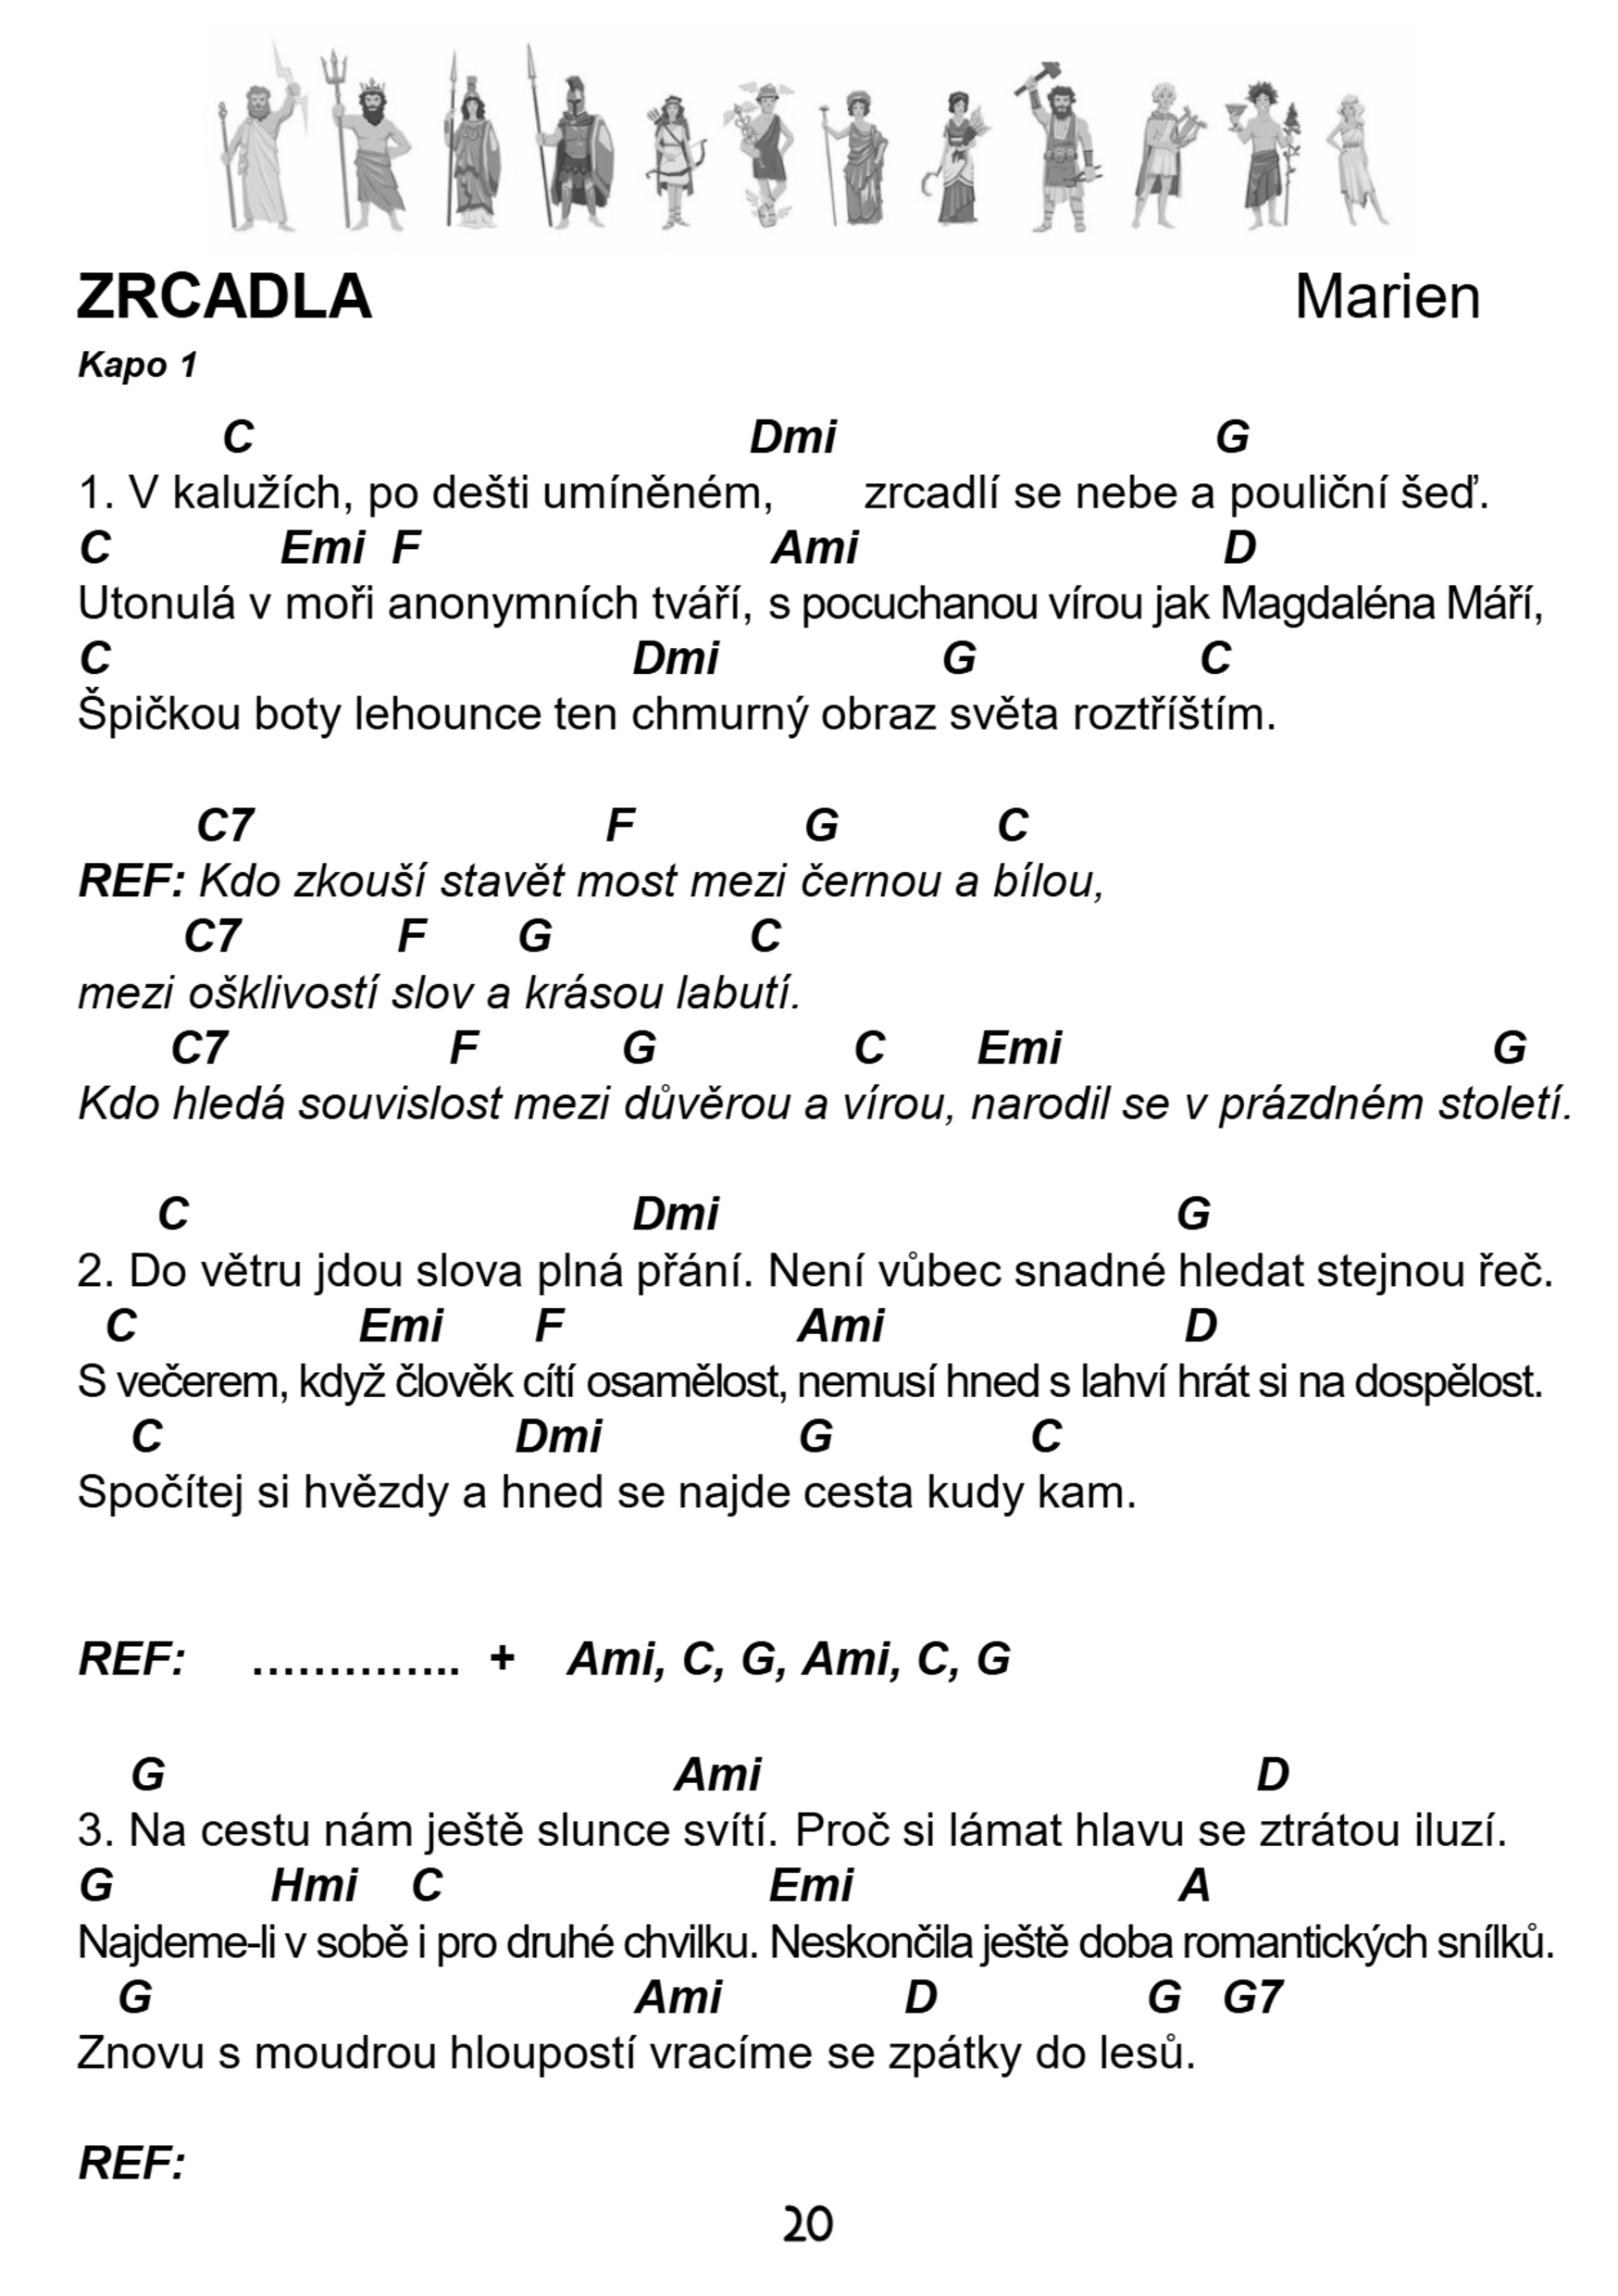 ZRCADLA Marien
Kapo 1
C Dmi G
1. V kalužích, po dešti umíněném, zrcadlí se nebe a pouliční šeď.
C Emi F Ami D
Utonulá v moři anonymních tváří, s pocuchanou vírou jak Magdaléna Máří,
C Dmi G C
Špičkou boty lehounce ten chmurný obraz světa roztříštím.
C7 F G C
REF: Kdo zkouší stavět most mezi černou a bílou,
C7 F G C
mezi ošklivostí slov a krásou labutí.
C7 F G C Emi G
Kdo hledá souvislost mezi důvěrou a vírou, narodil se v prázdném století.
C Dmi G
2. Do větru jdou slova plná přání. Není vůbec snadné hledat stejnou řeč.
C Emi F Ami D
S večerem, když člověk cítí osamělost, nemusí hned s lahví hrát si na dospělost.
C Dmi G C
Spočítej si hvězdy a hned se najde cesta kudy kam.
REF: ………….. + Ami, C, G, Ami, C, G
G Ami D
3. Na cestu nám ještě slunce svítí. Proč si lámat hlavu se ztrátou iluzí.
G Hmi C Emi A
Najdeme-li v sobě i pro druhé chvilku. Neskončila ještě doba romantických snílků.
G Ami D G G7
Znovu s moudrou hloupostí vracíme se zpátky do lesů.
REF:
20